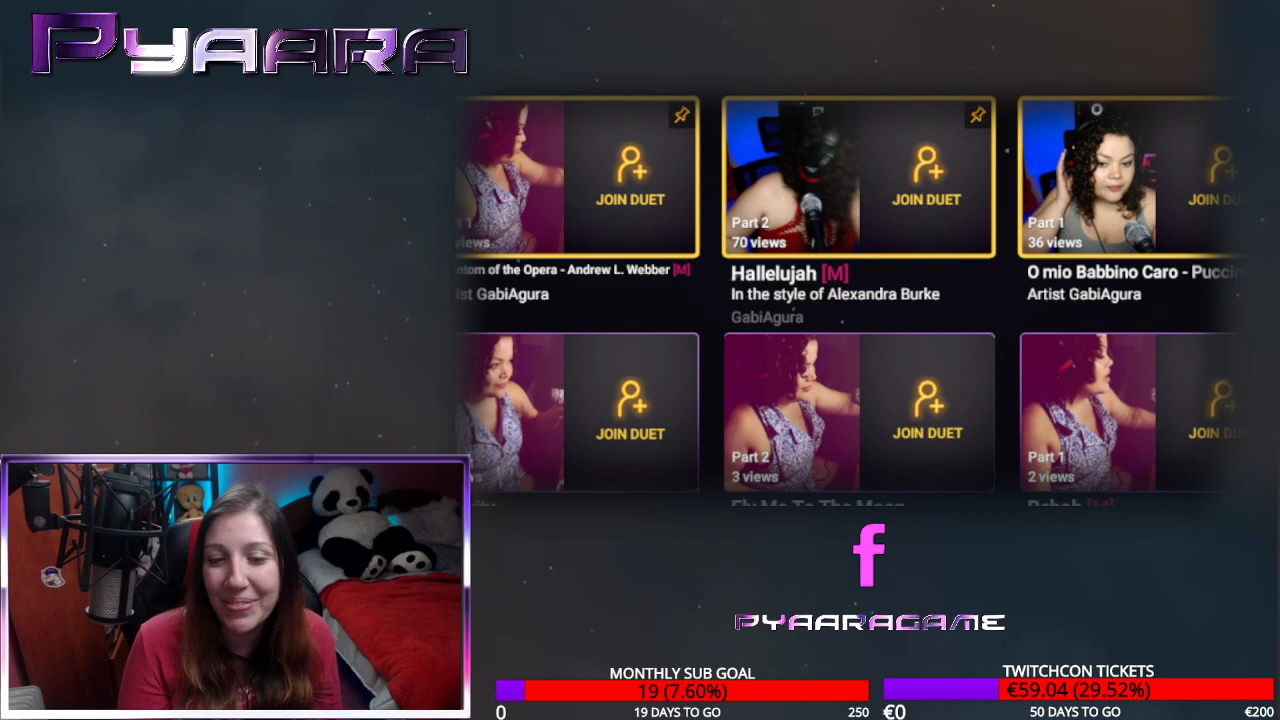 PYAARA
JOIN DUET
JOIN DUET
Part 2
70 views
Part 1
36 views
of the Opera - Andrew L. Webber [M]
GabiAgura
Hallelujah [M]
In the style of Alexandra Burke
GabiAgura
O mio Babbino Caro -
Artist GabiAgura
JOIN DUET
JOIN DUET
Part 2
3 views
Part 1
2 views
f
PYAARAGAME
MONTHLY SUB GOAL
19 (7.60%)
0
19 DAYS TO GO
250
TWITCHCON TICKETS
€59.04 (29.52%)
€0
50 DAYS TO GO
€200